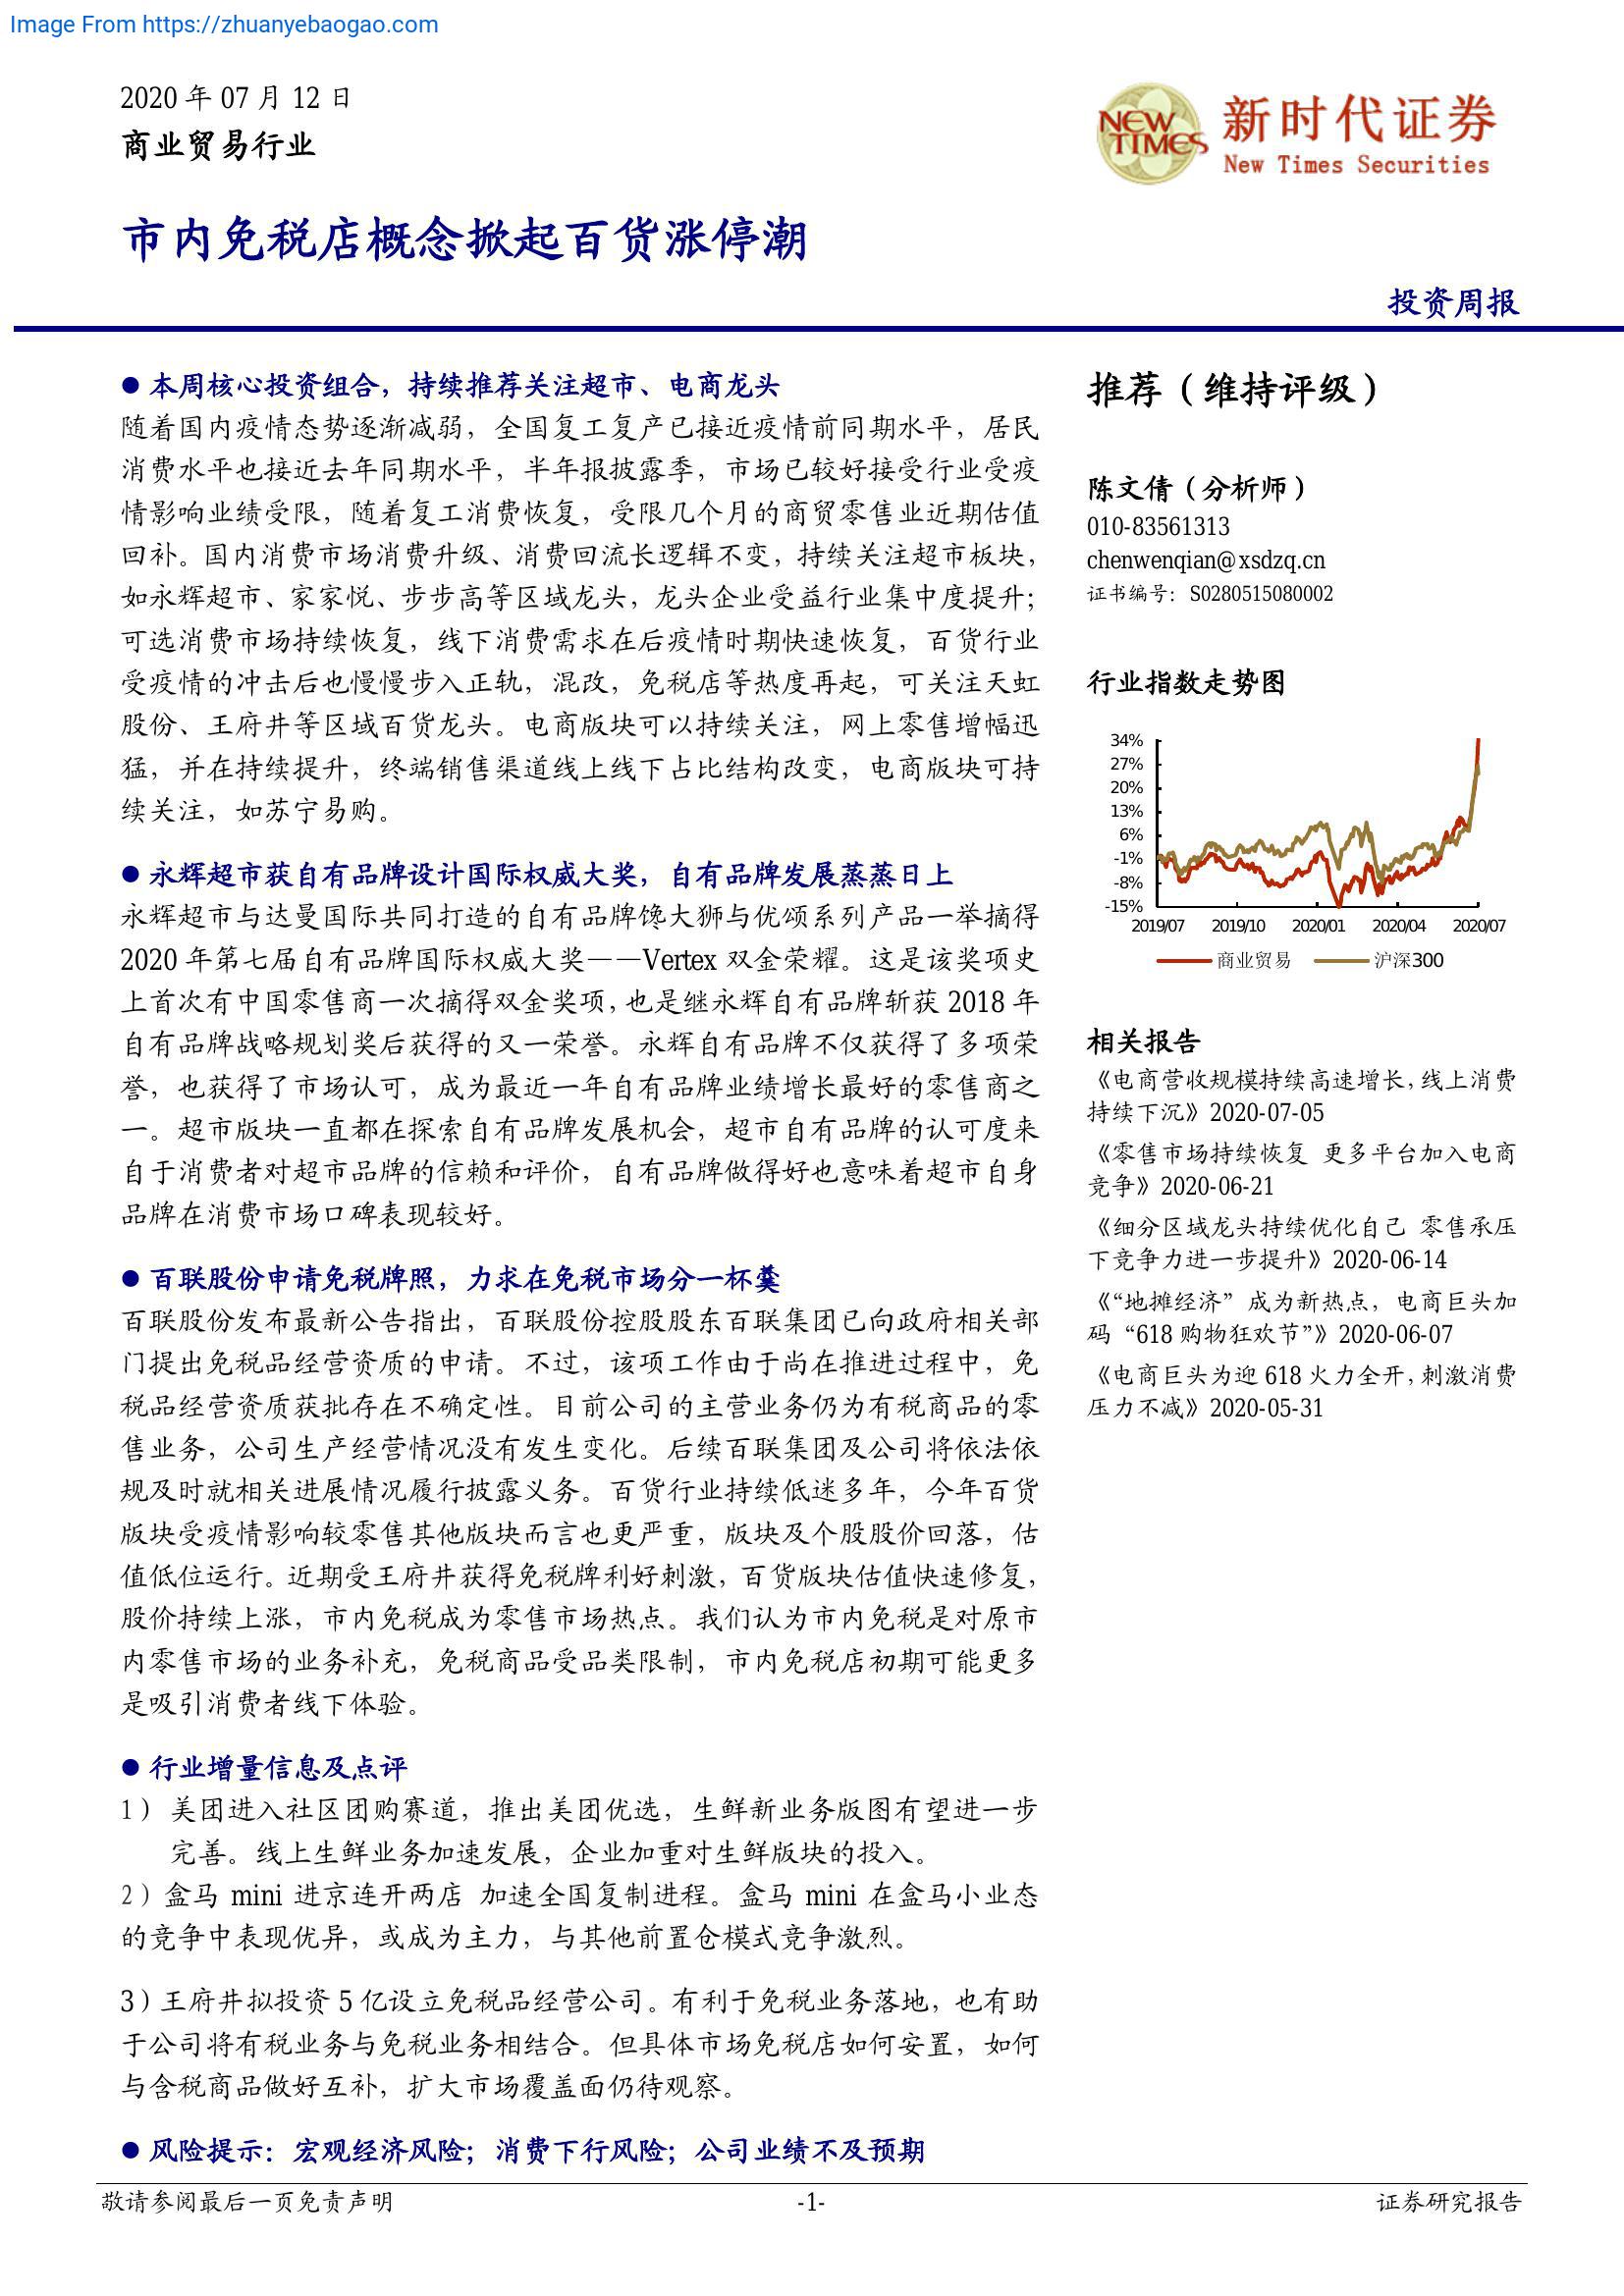 Image From https://zhuanyebaogao.com
2020 年 07 月 12 日
商业贸易行业
NEW TIMES
新时代证券
New Times Securities
市内免税店概念掀起百货涨停潮
投资周报
● 本周核心投资组合，持续推荐关注超市、电商龙头
随着国内疫情态势逐渐减弱，全国复工复产已接近疫情前同期水平，居民
消费水平也接近去年同期水平，半年报披露季，市场已较好接受行业受疫
情影响业绩受限，随着复工消费恢复，受限几个月的商贸零售业近期估值
回补。国内消费市场消费升级、消费回流长逻辑不变，持续关注超市板块，
如永辉超市、家家悦、步步高等区域龙头，龙头企业受益行业集中度提升；
可选消费市场持续恢复，线下消费需求在后疫情时期快速恢复，百货行业
受疫情的冲击后也慢慢步入正轨，混改，免税店等热度再起，可关注天虹
股份、王府井等区域百货龙头。电商版块可以持续关注，网上零售增幅迅
猛，并在持续提升，终端销售渠道线上线下占比结构改变，电商版块可持
续关注，如苏宁易购。
● 永辉超市获自有品牌设计国际权威大奖，自有品牌发展蒸蒸日上
永辉超市与达曼国际共同打造的自有品牌馋大狮与优颂系列产品一举摘得
2020 年第七届自有品牌国际权威大奖——Vertex 双金荣耀。这是该奖项史
上首次有中国零售商一次摘得双金奖项，也是继永辉自有品牌斩获 2018 年
自有品牌战略规划奖后获得的又一荣誉。永辉自有品牌不仅获得了多项荣
誉，也获得了市场认可，成为最近一年自有品牌业绩增长最好的零售商之
一。超市版块一直都在探索自有品牌发展机会，超市自有品牌的认可度来
自于消费者对超市品牌的信赖和评价，自有品牌做得好也意味着超市自身
品牌在消费市场口碑表现较好。
● 百联股份申请免税牌照，力求在免税市场分一杯羹
百联股份发布最新公告指出，百联股份控股股东百联集团已向政府相关部
门提出免税品经营资质的申请。不过，该项工作由于尚在推进过程中，免
税品经营资质获批存在不确定性。目前公司的主营业务仍为有税商品的零
售业务，公司生产经营情况没有发生变化。后续百联集团及公司将依法依
规及时就相关进展情况履行披露义务。百货行业持续低迷多年，今年百货
版块受疫情影响较零售其他版块而言也更严重，版块及个股股价回落，估
值低位运行。近期受王府井获得免税牌利好刺激，百货版块估值快速修复，
股价持续上涨，市内免税成为零售市场热点。我们认为市内免税是对原市
内零售市场的业务补充，免税商品受品类限制，市内免税店初期可能更多
是吸引消费者线下体验。
● 行业增量信息及点评
1） 美团进入社区团购赛道，推出美团优选，生鲜新业务版图有望进一步
完善。线上生鲜业务加速发展，企业加重对生鲜版块的投入。
2）盒马 mini 进京连开两店 加速全国复制进程。盒马 mini 在盒马小业态
的竞争中表现优异，或成为主力，与其他前置仓模式竞争激烈。
3）王府井拟投资 5 亿设立免税品经营公司。有利于免税业务落地，也有助
于公司将有税业务与免税业务相结合。但具体市场免税店如何安置，如何
与含税商品做好互补，扩大市场覆盖面仍待观察。
● 风险提示：宏观经济风险；消费下行风险；公司业绩不及预期
推荐（维持评级）
陈文倩（分析师）
010-83561313
chenwenqian@xsdzq.cn
证书编号：S0280515080002
行业指数走势图
34%
27%
20%
13%
6%
-1%
-8%
-15%
2019/07 2019/10 2020/01 2020/04 2020/07
商业贸易 沪深300
相关报告
《电商营收规模持续高速增长，线上消费
持续下沉》2020-07-05
《零售市场持续恢复 更多平台加入电商
竞争》2020-06-21
《细分区域龙头持续优化自己 零售承压
下竞争力进一步提升》2020-06-14
《“地摊经济”成为新热点，电商巨头加
码“618 购物狂欢节”》2020-06-07
《电商巨头为迎 618 火力全开，刺激消费
压力不减》2020-05-31
敬请参阅最后一页免责声明 -1- 证券研究报告